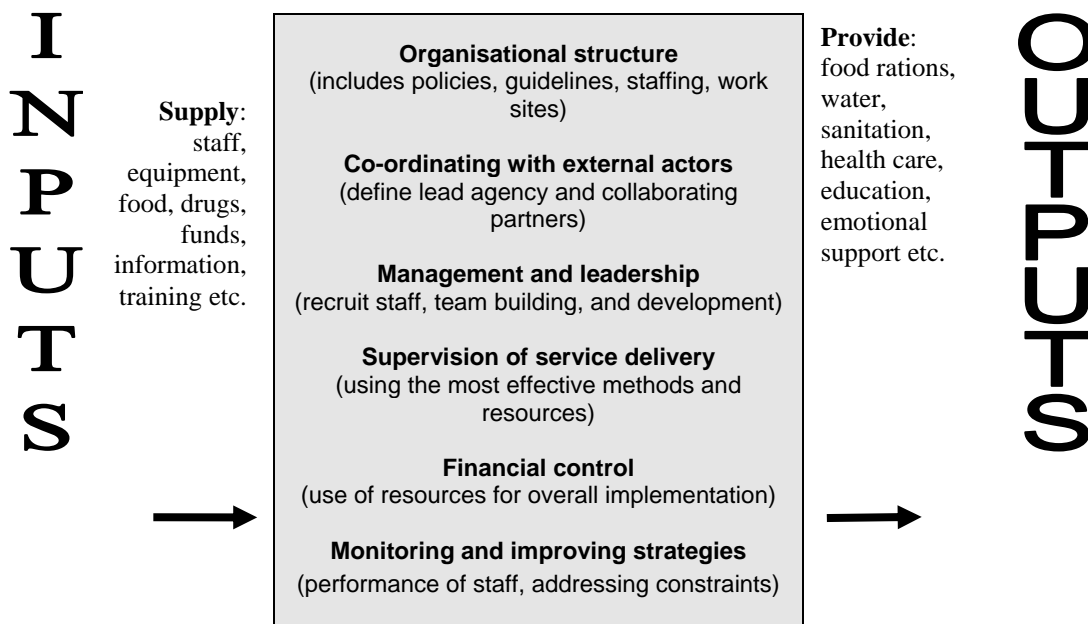 INPUTS
Supply:
staff,
equipment,
food, drugs,
funds,
information,
training etc.
Organisational structure
(includes policies, guidelines, staffing, work
sites)
Co-ordinating with external actors
(define lead agency and collaborating
partners)
Management and leadership
(recruit staff, team building, and development)
Supervision of service delivery
(using the most effective methods and
resources)
Financial control
(use of resources for overall implementation)
Monitoring and improving strategies
(performance of staff, addressing constraints)
Provide:
food rations,
water,
sanitation,
health care,
education,
emotional
support etc.
OUTPUTS